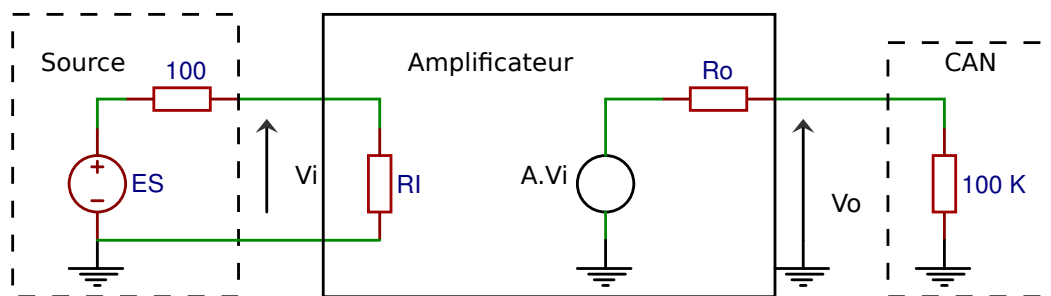 Source
Amplificateur
CAN
100
Ro
ES
Vi
RI
A.Vi
Vo
100 K